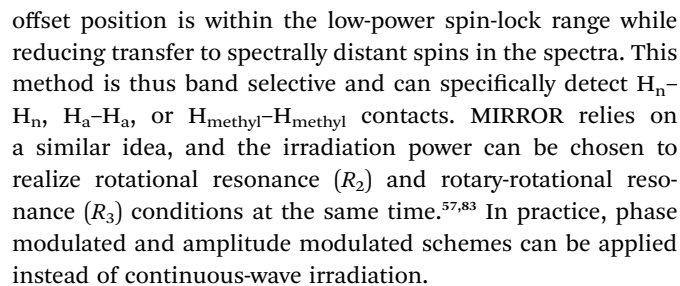 offset position is within the low-power spin-lock range while
reducing transfer to spectrally distant spins in the spectra. This
method is thus band selective and can specifically detect Hn–
Hn, Ha–Ha, or Hmethyl–Hmethyl contacts. MIRROR relies on
a similar idea, and the irradiation power can be chosen to
realize rotational resonance (R2) and rotary-rotational reso-
nance (R3) conditions at the same time.57,83 In practice, phase
modulated and amplitude modulated schemes can be applied
instead of continuous-wave irradiation.